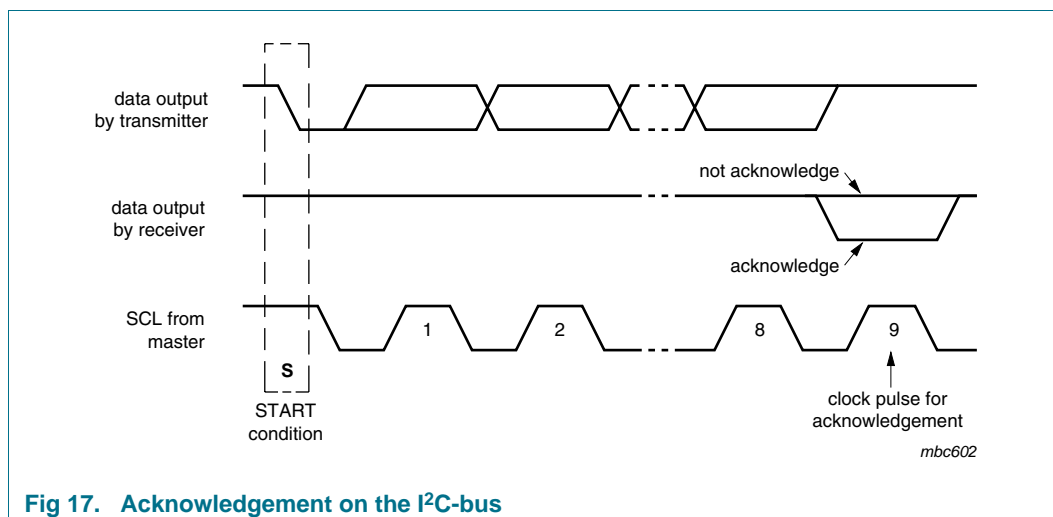 data output
by transmitter
not acknowledge
data output
by receiver
acknowledge
SCL from
master
1
2
8
9
S
START
condition
clock pulse for
acknowledgement
mbc602
Fig 17. Acknowledgement on the I²C-bus